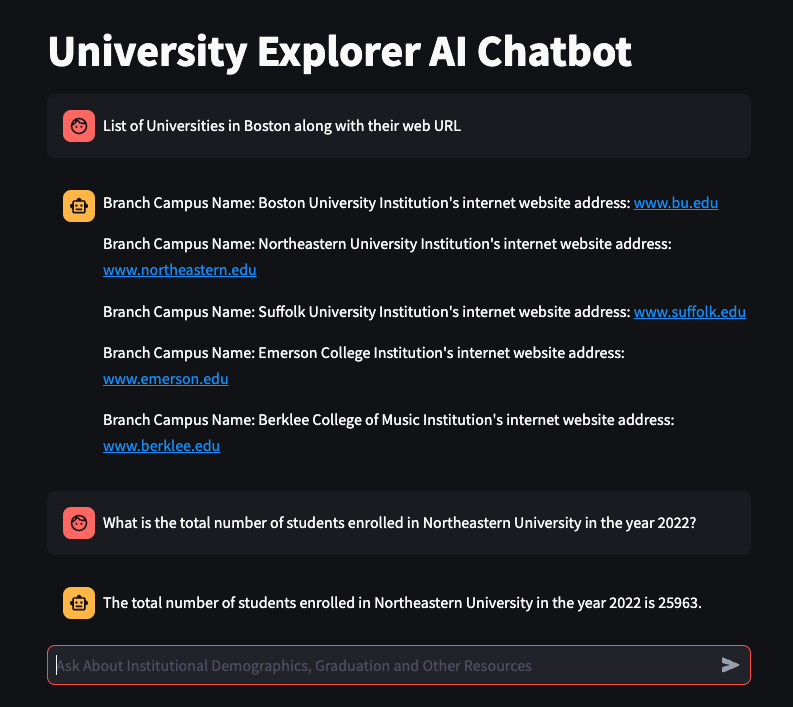 University Explorer AI Chatbot
List of Universities in Boston along with their web URL
Branch Campus Name: Boston University Institution's internet website address: www.bu.edu
Branch Campus Name: Northeastern University Institution's internet website address:
www.northeastern.edu
Branch Campus Name: Suffolk University Institution's internet website address: www.suffolk.edu
Branch Campus Name: Emerson College Institution's internet website address:
www.emerson.edu
Branch Campus Name: Berklee College of Music Institution's internet website address:
www.berklee.edu
What is the total number of students enrolled in Northeastern University in the year 2022?
The total number of students enrolled in Northeastern University in the year 2022 is 25963.
Ask About Institutional Demographics, Graduation and Other Resources